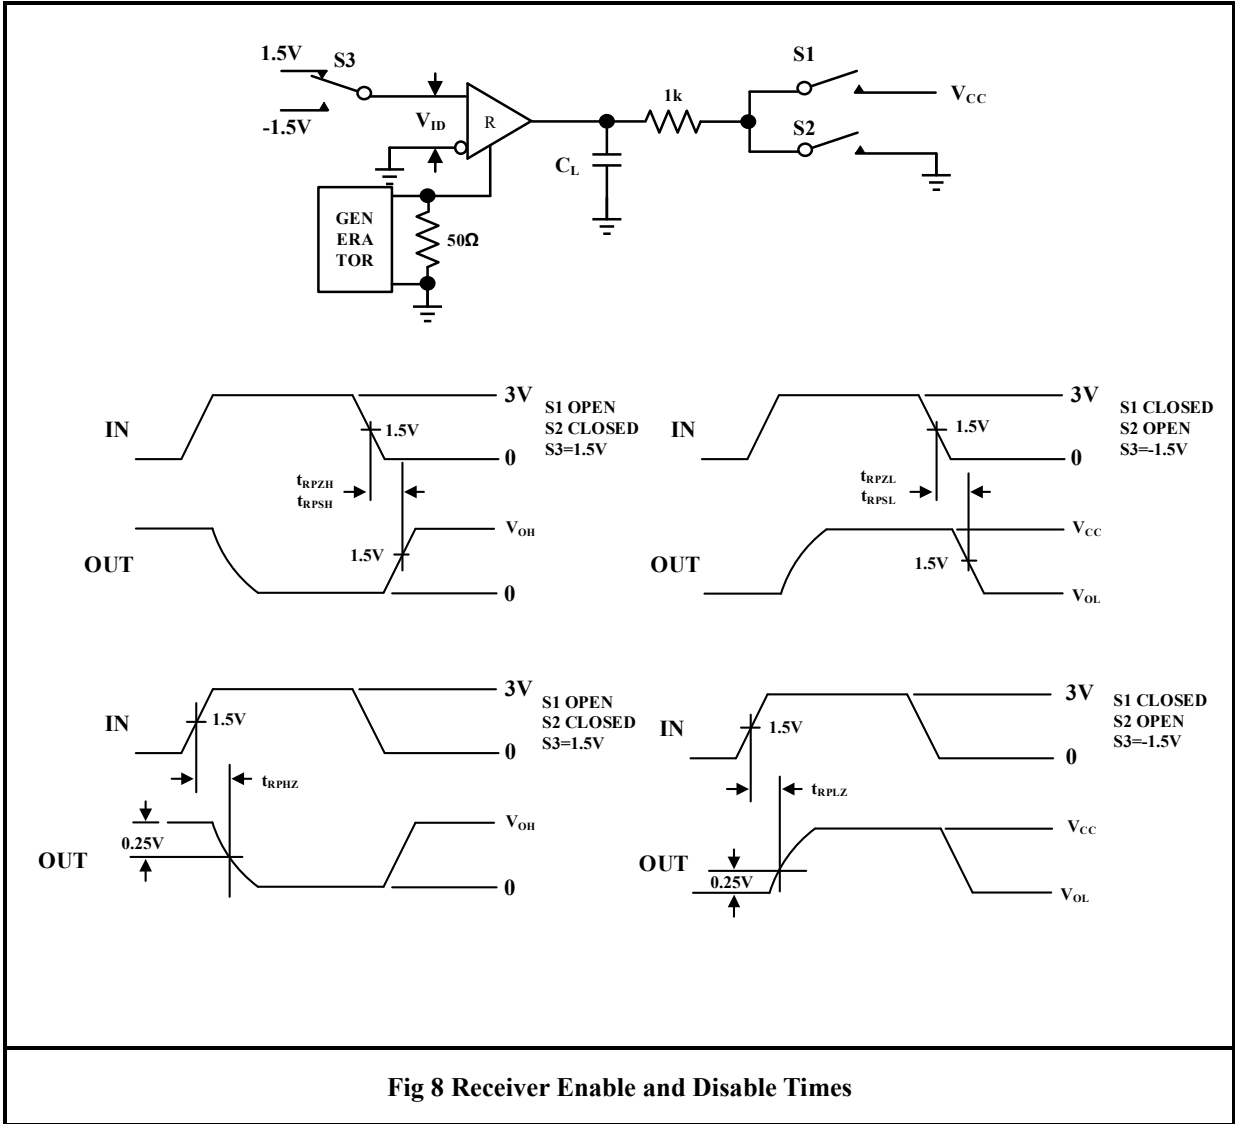 1.5V
S3
-1.5V
V_ID
R
1k
S1
V_CC
S2
C_L
GEN
ERA
TOR
50Ω
IN
1.5V
3V
0
S1 OPEN
S2 CLOSED
S3=1.5V
t_RPZH
t_RPSH
OUT
1.5V
V_OH
0
IN
1.5V
3V
0
S1 CLOSED
S2 OPEN
S3=-1.5V
t_RPZL
t_RPSL
OUT
1.5V
V_CC
V_OL
IN
1.5V
3V
0
S1 OPEN
S2 CLOSED
S3=1.5V
t_RPHZ
OUT
0.25V
V_OH
0
IN
1.5V
3V
0
S1 CLOSED
S2 OPEN
S3=-1.5V
t_RPLZ
OUT
0.25V
V_CC
V_OL
Fig 8 Receiver Enable and Disable Times